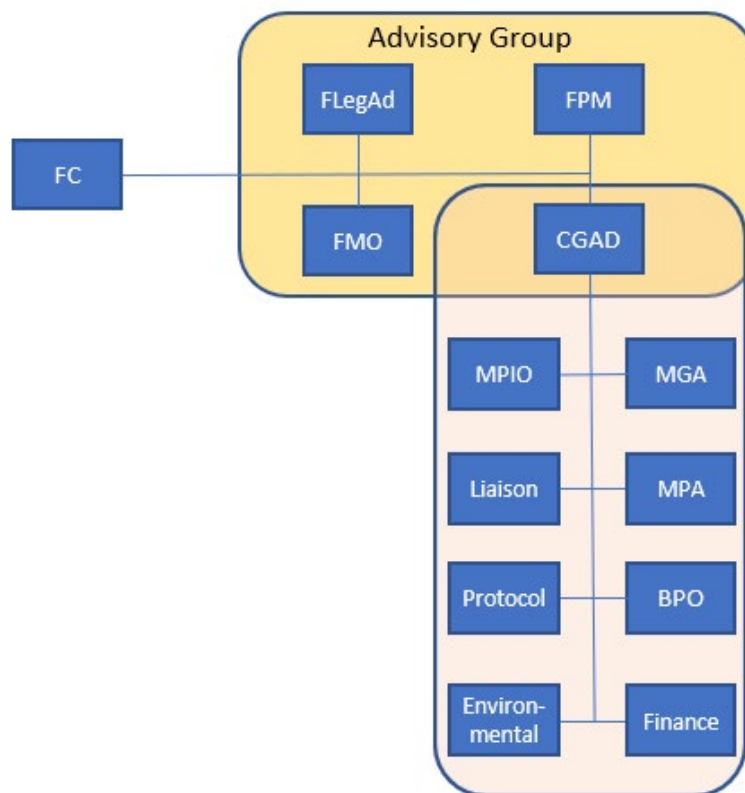 Advisory Group
FLegAd
FPM
FC
FMO
CGAD
MPIO
MGA
Liaison
MPA
Protocol
BPO
Environ-
mental
Finance